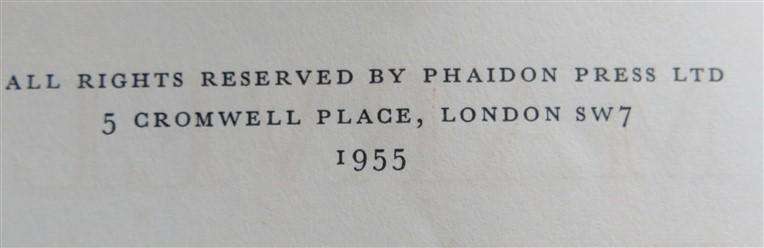 ALL RIGHTS RESERVED BY PHAIDON PRESS LTD
5 CROMWELL PLACE, LONDON SW7
1955